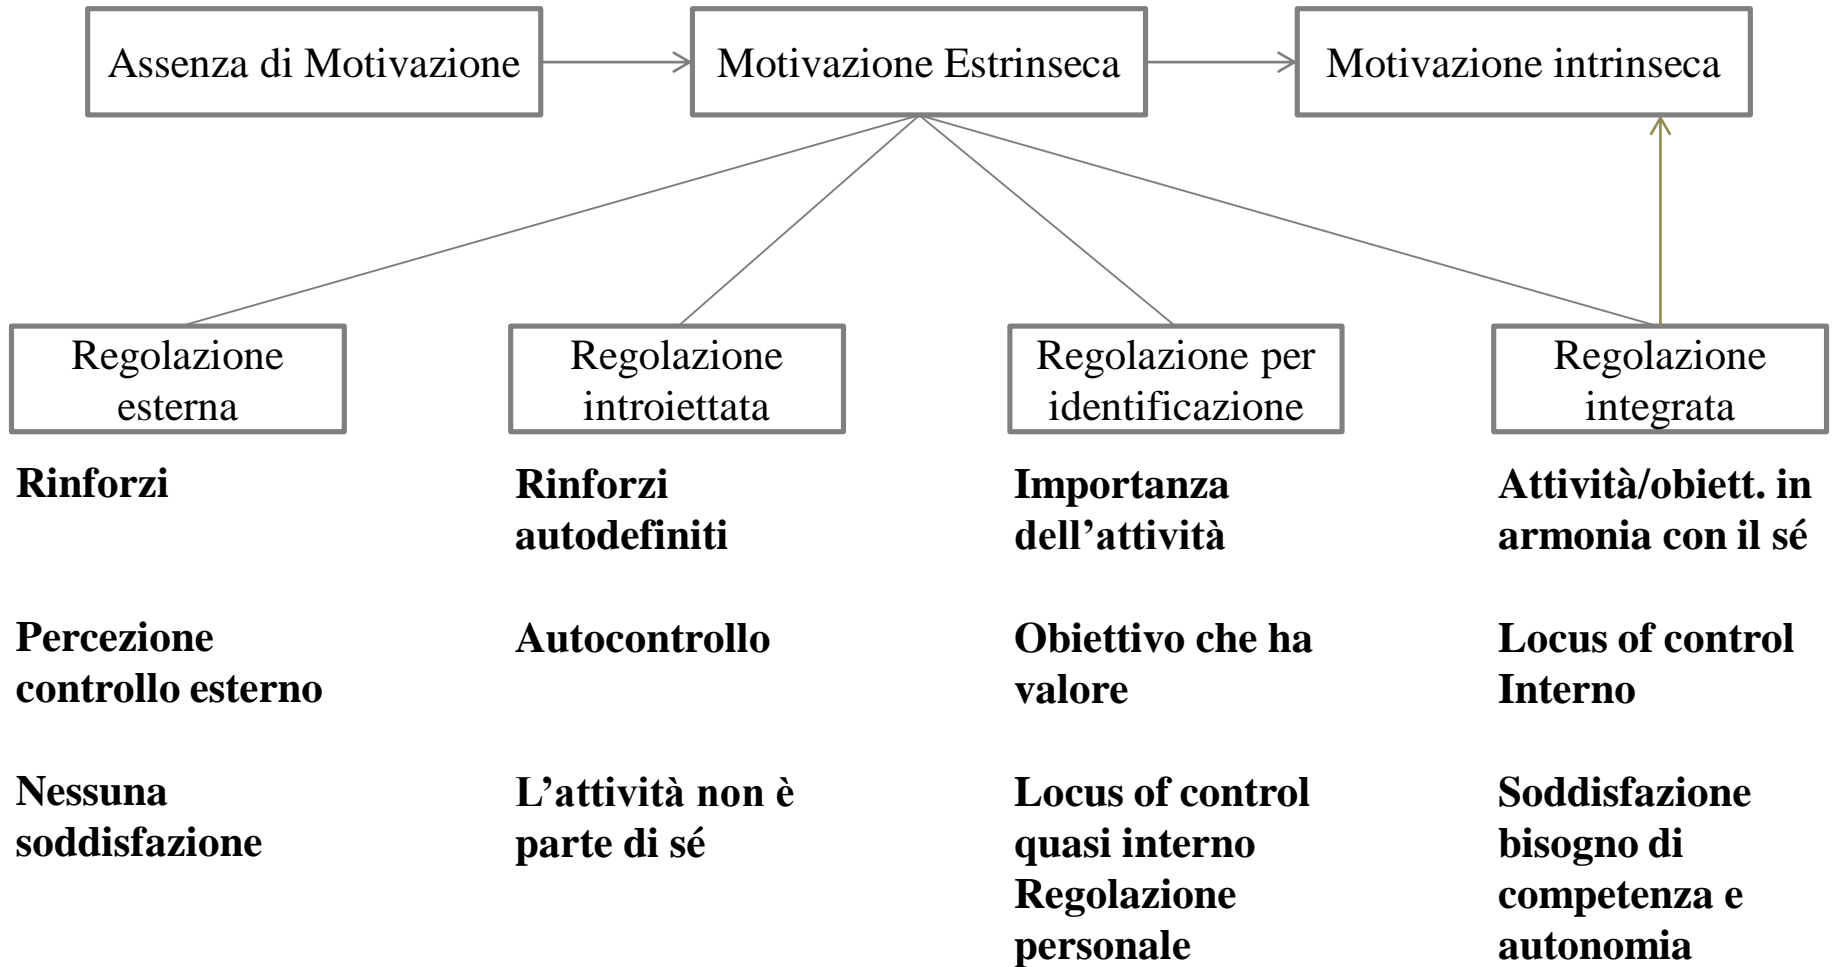 Assenza di Motivazione
Motivazione Estrinseca
Motivazione intrinseca
Regolazione
esterna
Regolazione
introiettata
Regolazione per
identificazione
Regolazione
integrata
Rinforzi
Percezione
controllo esterno
Nessuna
soddisfazione
Rinforzi
autodefiniti
Autocontrollo
L’attività non è
parte di sé
Importanza
dell’attività
Obiettivo che ha
valore
Locus of control
quasi interno
Regolazione
personale
Attività/obiett. in
armonia con il sé
Locus of control
Interno
Soddisfazione
bisogno di
competenza e
autonomia